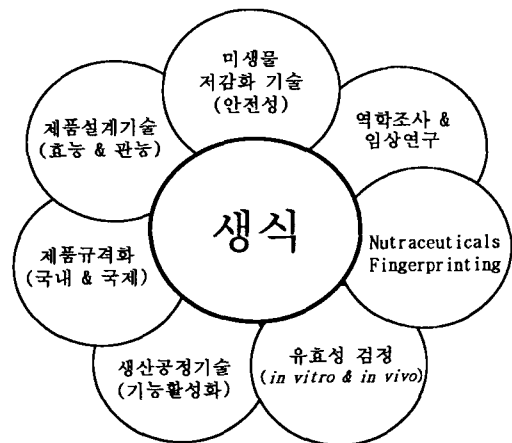 미생물
저감화 기술
(안전성)
역학조사 &
임상연구
Nutraceuticals
Fingerprinting
유효성 검정
(in vitro & in vivo)
생산공정기술
(기능활성화)
제품규격화
(국내 & 국제)
제품설계기술
(효능 & 관능)
생식